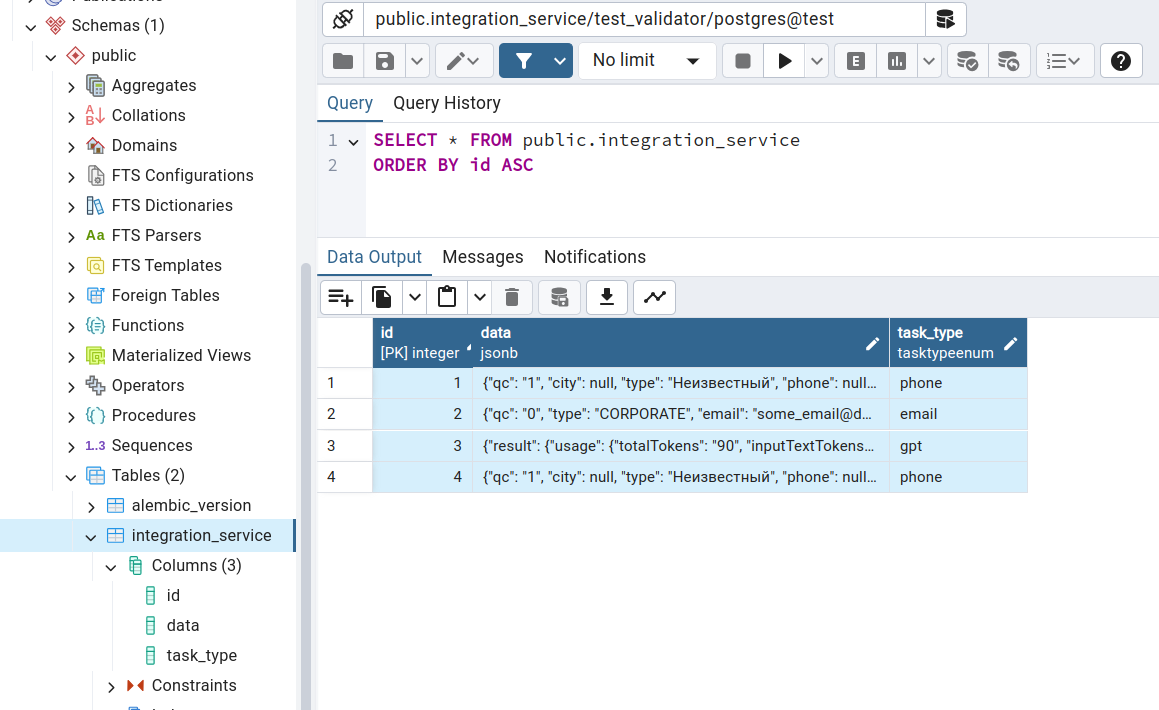 Publications
Schemas (1)
public
Aggregates
Collations
Domains
FTS Configurations
FTS Dictionaries
Aa FTS Parsers
FTS Templates
Foreign Tables
Functions
Materialized Views
Operators
Procedures
1..3 Sequences
Tables (2)
alembic_version
integration_service
Columns (3)
id
data
task_type
Constraints
public.integration_service/test_validator/postgres@test
No limit
E
Query Query History
1 SELECT * FROM public.integration_service
2 ORDER BY id ASC
Data Output Messages Notifications
id data task_type
[PK] integer jsonb tasktypeenum
1 1 {"qc": "1", "city": null, "type": "Неизвестный", "phone": null... phone
2 2 {"qc": "0", "type": "CORPORATE", "email": "some_email@d... email
3 3 {"result": {"usage": {"totalTokens": "90", "inputTextTokens... gpt
4 4 {"qc": "1", "city": null, "type": "Неизвестный", "phone": null... phone